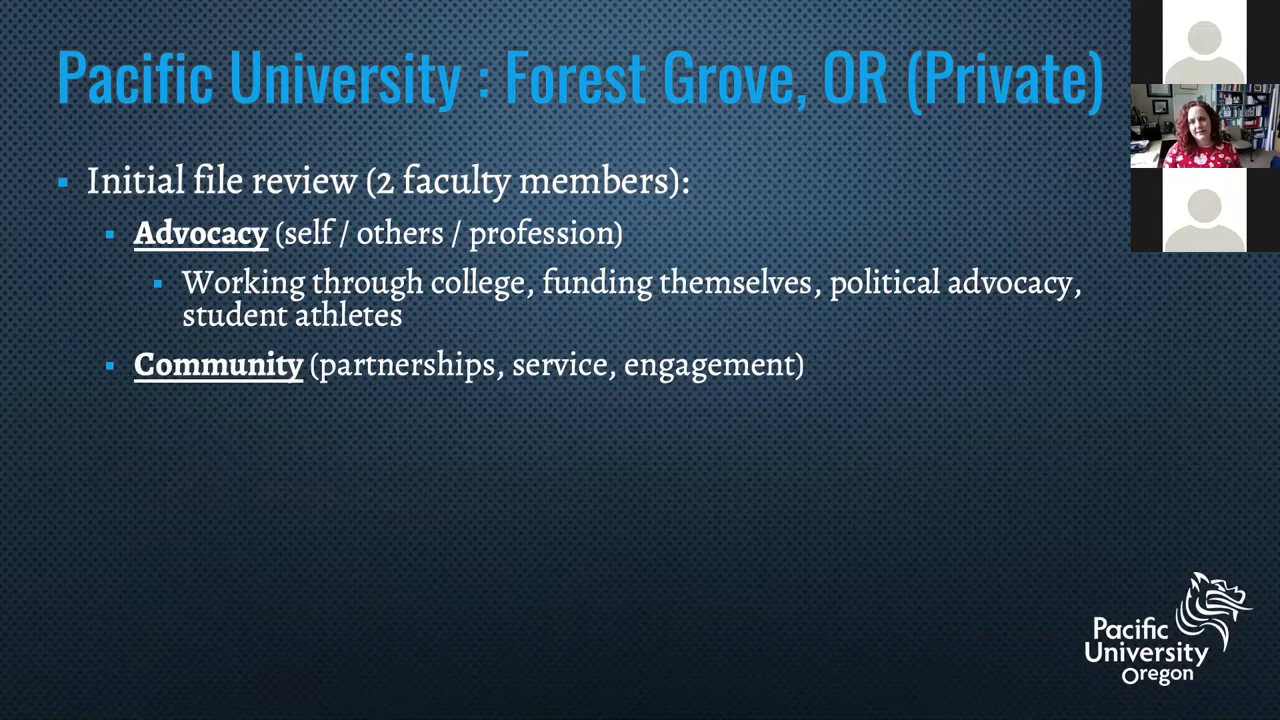 Pacific University : Forest Grove, OR (Private)
Initial file review (2 faculty members):
Advocacy (self / others / profession)
Working through college, funding themselves, political advocacy,
student athletes
Community (partnerships, service, engagement)
Pacific
University
Oregon